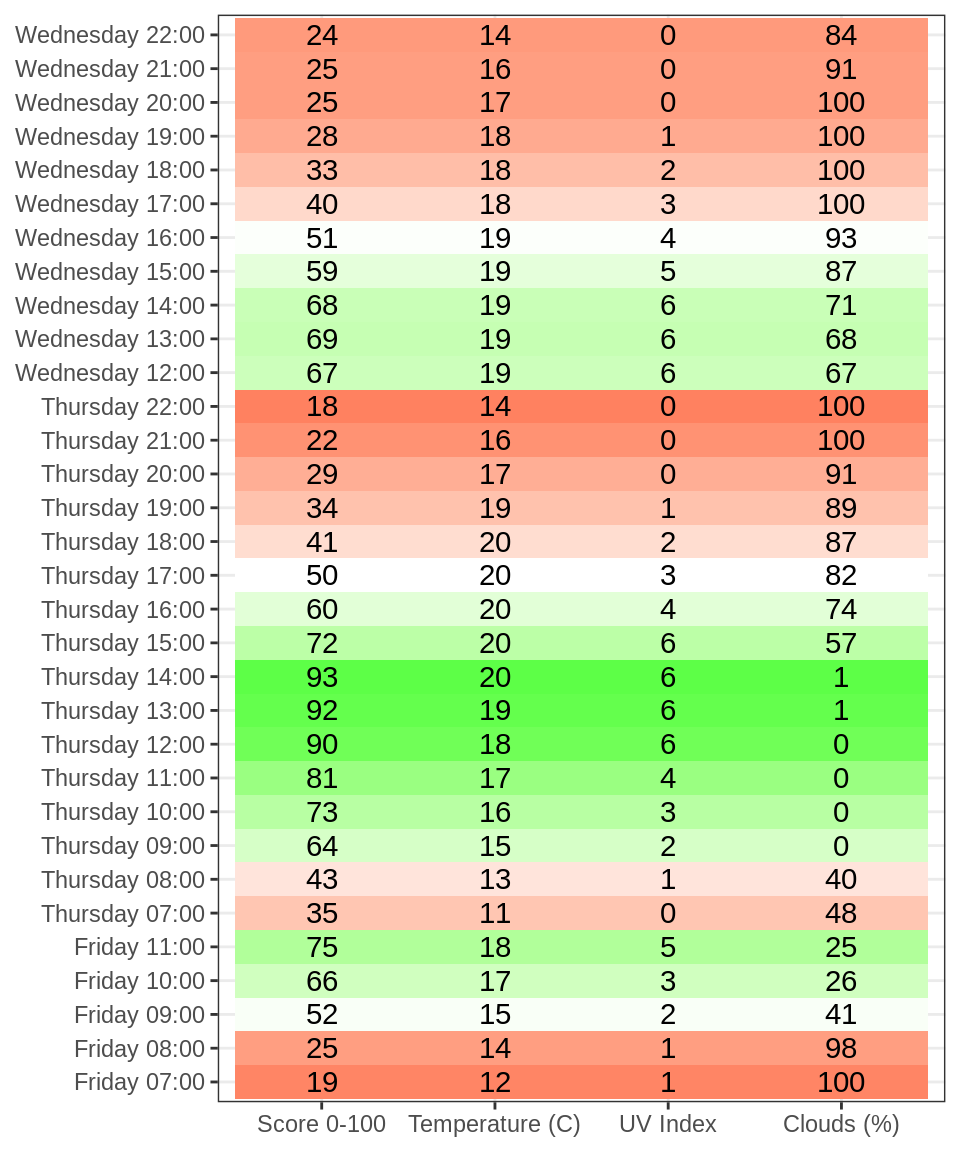 Wednesday 22:00 24 14 0 84
Wednesday 21:00 25 16 0 91
Wednesday 20:00 25 17 0 100
Wednesday 19:00 28 18 1 100
Wednesday 18:00 33 18 2 100
Wednesday 17:00 40 18 3 100
Wednesday 16:00 51 19 4 93
Wednesday 15:00 59 19 5 87
Wednesday 14:00 68 19 6 71
Wednesday 13:00 69 19 6 68
Wednesday 12:00 67 19 6 67
Thursday 22:00 18 14 0 100
Thursday 21:00 22 16 0 100
Thursday 20:00 29 17 0 91
Thursday 19:00 34 19 1 89
Thursday 18:00 41 20 2 87
Thursday 17:00 50 20 3 82
Thursday 16:00 60 20 4 74
Thursday 15:00 72 20 6 57
Thursday 14:00 93 20 6 1
Thursday 13:00 92 19 6 1
Thursday 12:00 90 18 6 0
Thursday 11:00 81 17 4 0
Thursday 10:00 73 16 3 0
Thursday 09:00 64 15 2 0
Thursday 08:00 43 13 1 40
Thursday 07:00 35 11 0 48
Friday 11:00 75 18 5 25
Friday 10:00 66 17 3 26
Friday 09:00 52 15 2 41
Friday 08:00 25 14 1 98
Friday 07:00 19 12 1 100
Score 0-100 Temperature (C) UV Index Clouds (%)